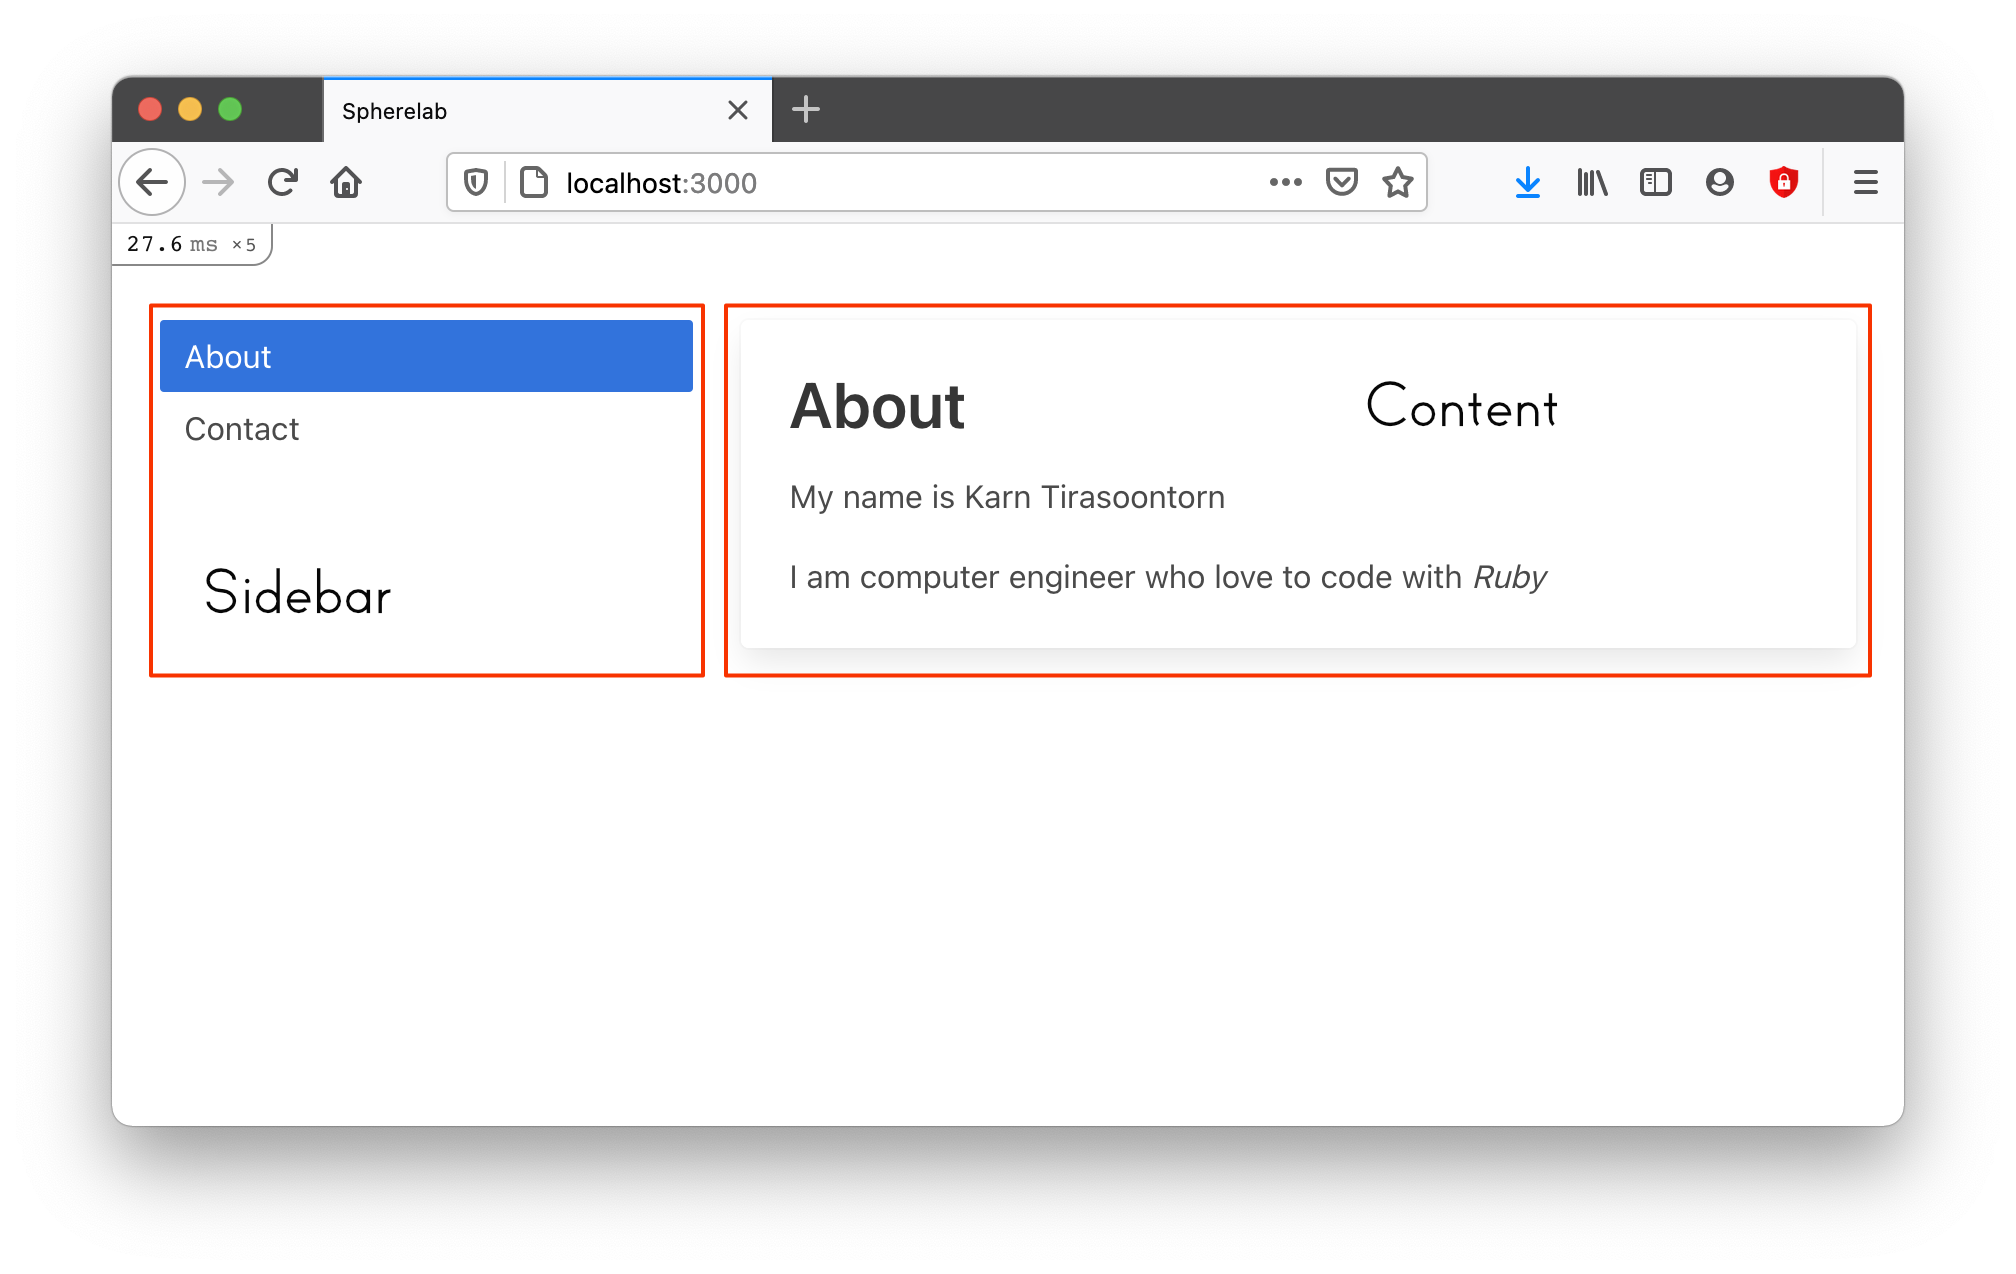 Spherelab
localhost:3000
27.6 ms ×5
About
Contact
Sidebar
About
Content
My name is Karn Tirasoontorn
I am computer engineer who love to code with Ruby